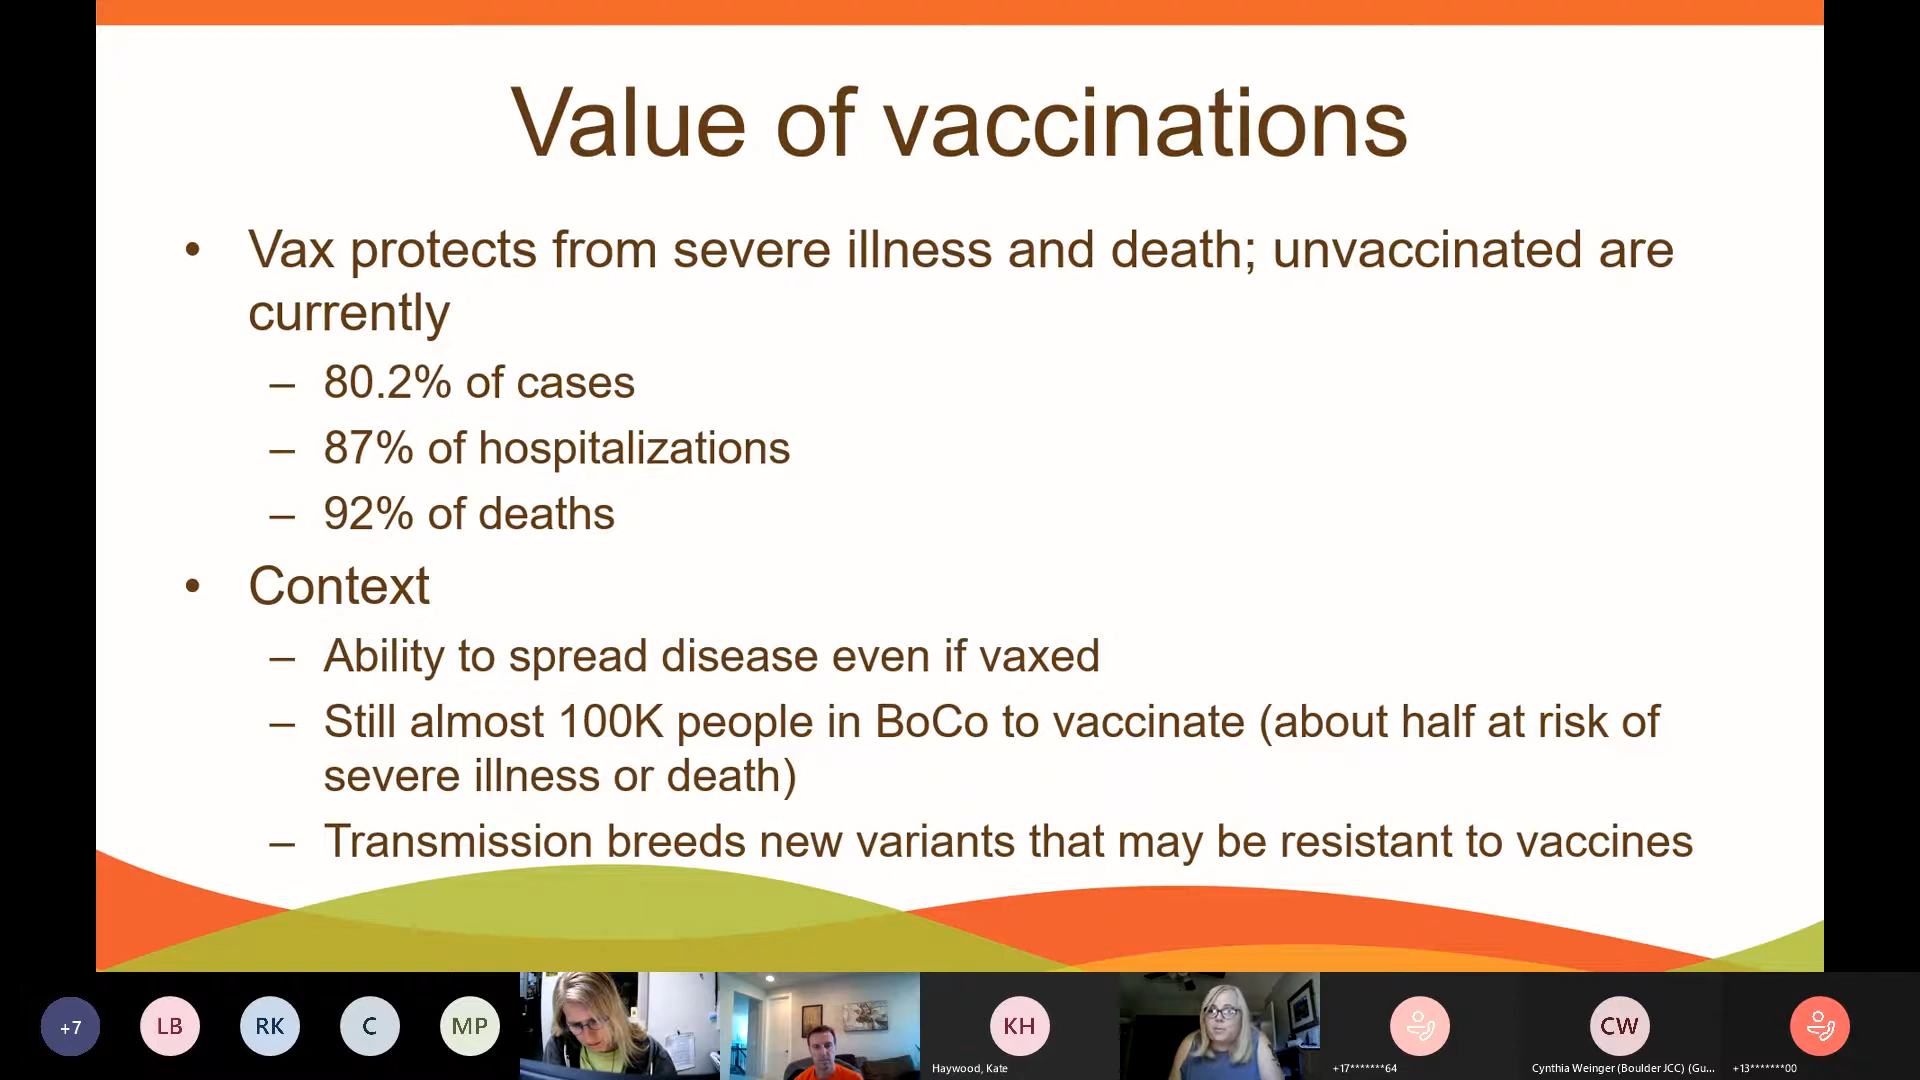 Value of vaccinations
• Vax protects from severe illness and death; unvaccinated are
currently
– 80.2% of cases
– 87% of hospitalizations
– 92% of deaths
• Context
– Ability to spread disease even if vaxed
– Still almost 100K people in BoCo to vaccinate (about half at risk of
severe illness or death)
– Transmission breeds new variants that may be resistant to vaccines
+7
LB
RK
C
MP
KH
Haywood, Kate
+17*******64
CW
Cynthia Weinger (Boulder JCC) (Gu...
+13*******00